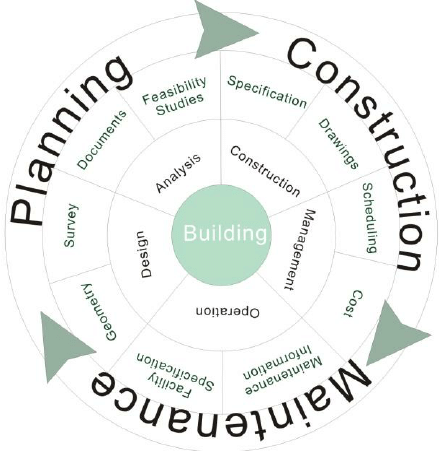 Planning
Construction
Maintenance
Feasibility
Studies
Specification
Drawings
Scheduling
Cost
Maintenance
Information
Facility
Specification
Geometry
Survey
Documents
Analysis
Construction
Management
Operation
Design
Building